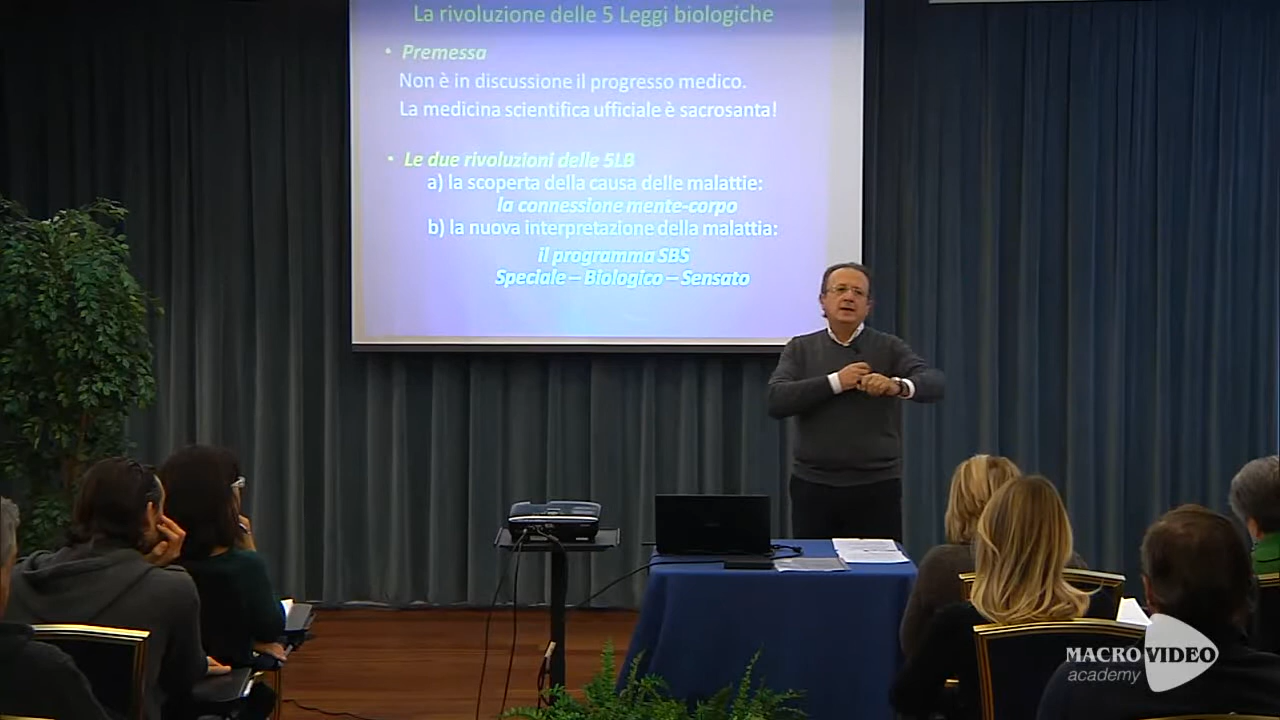 La rivoluzione delle 5 Leggi biologiche
• Premessa
Non è in discussione il progresso medico.
La medicina scientifica ufficiale è sacrosanta!
• Le due rivoluzioni delle 5LB
a) la scoperta della causa delle malattie:
la connessione mente-corpo
b) la nuova interpretazione della malattia:
il programma SBS
Speciale – Biologico – Sensato
MACROVIDEO
academy